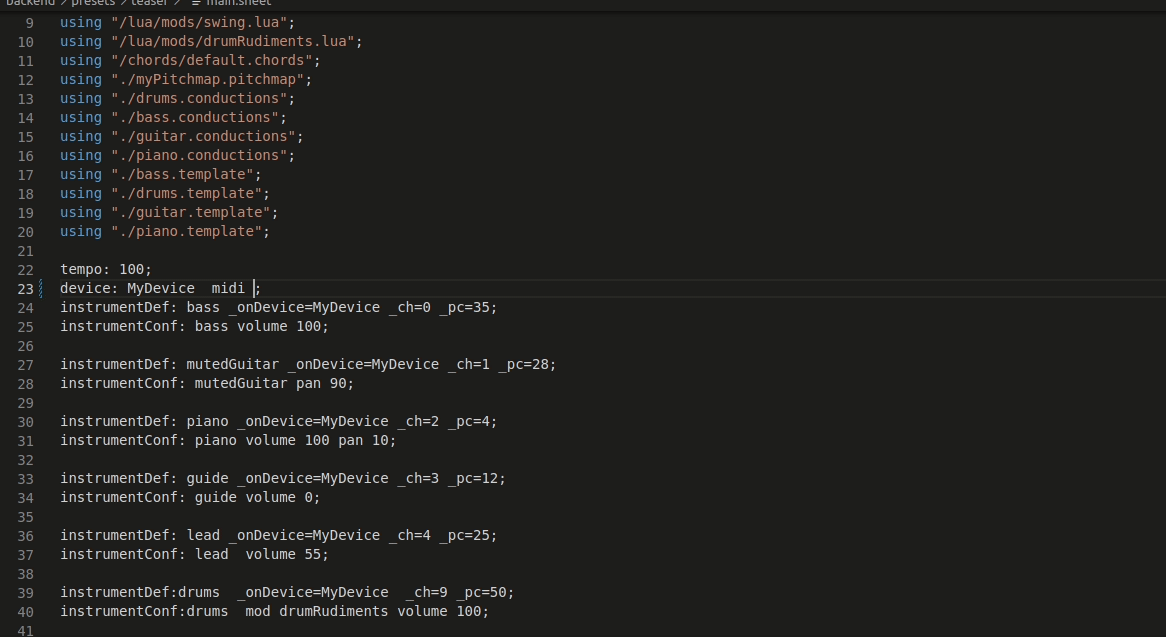 backend / presets / teaser / main.sheet
9 using "/lua/mods/swing.lua";
10 using "/lua/mods/drumRudiments.lua";
11 using "/chords/default.chords";
12 using "./myPitchmap.pitchmap";
13 using "./drums.conductions";
14 using "./bass.conductions";
15 using "./guitar.conductions";
16 using "./piano.conductions";
17 using "./bass.template";
18 using "./drums.template";
19 using "./guitar.template";
20 using "./piano.template";
21
22 tempo: 100;
23 device: MyDevice  midi ;
24 instrumentDef: bass _onDevice=MyDevice _ch=0 _pc=35;
25 instrumentConf: bass volume 100;
26
27 instrumentDef: mutedGuitar _onDevice=MyDevice _ch=1 _pc=28;
28 instrumentConf: mutedGuitar pan 90;
29
30 instrumentDef: piano _onDevice=MyDevice _ch=2 _pc=4;
31 instrumentConf: piano volume 100 pan 10;
32
33 instrumentDef: guide _onDevice=MyDevice _ch=3 _pc=12;
34 instrumentConf: guide volume 0;
35
36 instrumentDef: lead _onDevice=MyDevice _ch=4 _pc=25;
37 instrumentConf: lead  volume 55;
38
39 instrumentDef:drums  _onDevice=MyDevice  _ch=9 _pc=50;
40 instrumentConf:drums  mod drumRudiments volume 100;
41